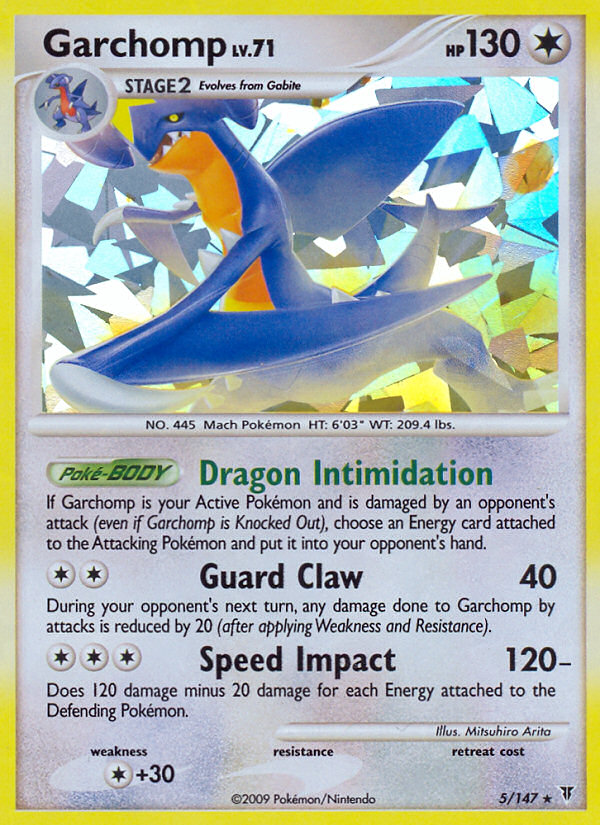 Garchomp LV.71 HP 130
STAGE2 Evolves from Gabite
NO. 445 Mach Pokémon HT: 6'03" WT: 209.4 lbs.
Poké-BODY Dragon Intimidation
If Garchomp is your Active Pokémon and is damaged by an opponent's
attack (even if Garchomp is Knocked Out), choose an Energy card attached
to the Attacking Pokémon and put it into your opponent's hand.
Guard Claw 40
During your opponent's next turn, any damage done to Garchomp by
attacks is reduced by 20 (after applying Weakness and Resistance).
Speed Impact 120–
Does 120 damage minus 20 damage for each Energy attached to the
Defending Pokémon.
Illus. Mitsuhiro Arita
weakness resistance retreat cost
+30
©2009 Pokémon/Nintendo 5/147 ★